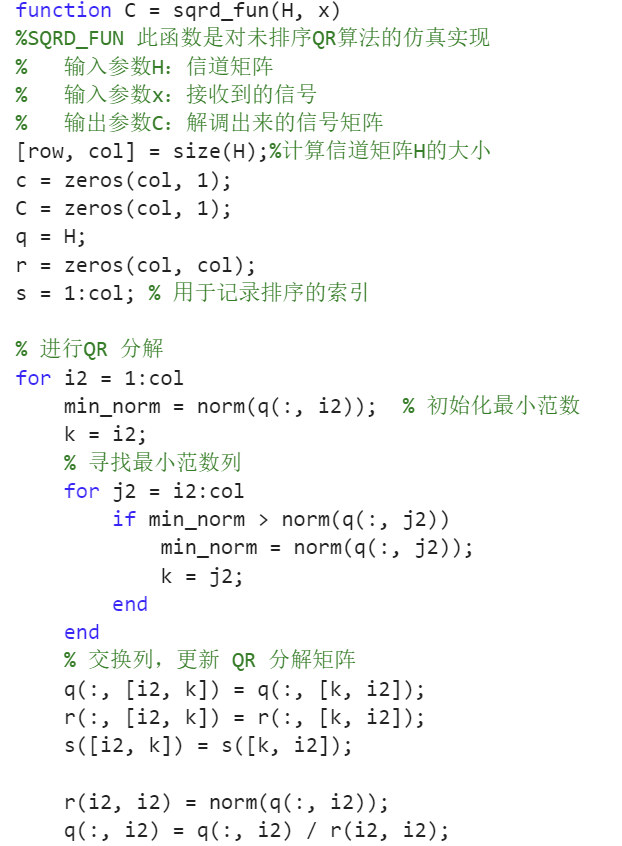 function C = sqrd_fun(H, x)
%SQRD_FUN 此函数是对未排序QR算法的仿真实现
%   输入参数H：信道矩阵
%   输入参数x：接收到的信号
%   输出参数C：解调出来的信号矩阵
[row, col] = size(H);%计算信道矩阵H的大小
c = zeros(col, 1);
C = zeros(col, 1);
q = H;
r = zeros(col, col);
s = 1:col; % 用于记录排序的索引

% 进行QR 分解
for i2 = 1:col
    min_norm = norm(q(:, i2));  % 初始化最小范数
    k = i2;
    % 寻找最小范数列
    for j2 = i2:col
        if min_norm > norm(q(:, j2))
            min_norm = norm(q(:, j2));
            k = j2;
        end
    end
    % 交换列，更新 QR 分解矩阵
    q(:, [i2, k]) = q(:, [k, i2]);
    r(:, [i2, k]) = r(:, [k, i2]);
    s([i2, k]) = s([k, i2]);

    r(i2, i2) = norm(q(:, i2));
    q(:, i2) = q(:, i2) / r(i2, i2);